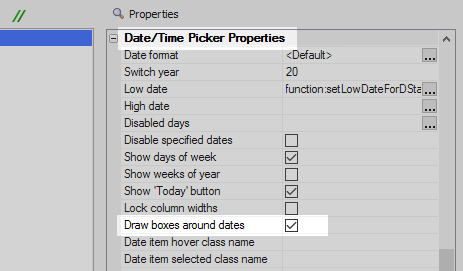 //
Properties
Date/Time Picker Properties
Date format <Default> ...
Switch year 20
Low date function:setLowDateForDSta ...
High date ...
Disabled days ...
Disable specified dates
Show days of week
Show weeks of year
Show 'Today' button
Lock column widths
Draw boxes around dates
Date item hover class name
Date item selected class name